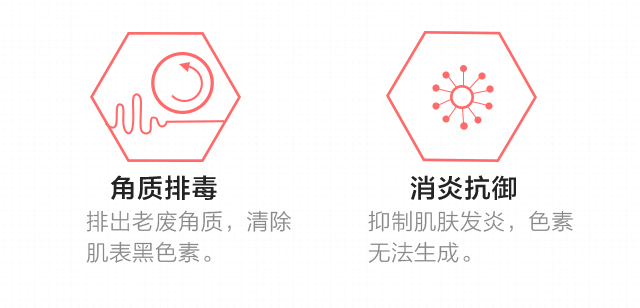 角质排毒
排出老废角质，清除
肌表黑色素。
消炎抗御
抑制肌肤发炎，色素
无法生成。